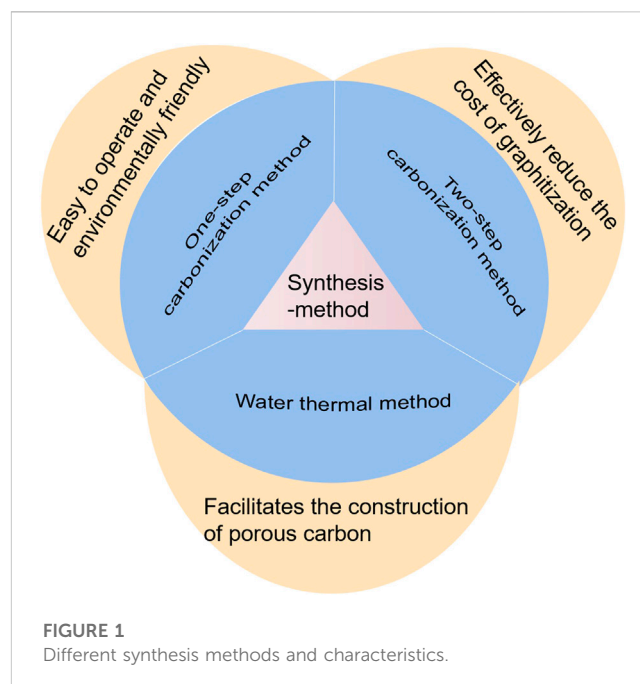 Easy to operate and
environmentally friendly
Effectively reduce the
cost of graphitization
One-step
carbonization method
Two-step
carbonization method
Synthesis
-method
Water thermal method
Facilitates the construction
of porous carbon
FIGURE 1
Different synthesis methods and characteristics.